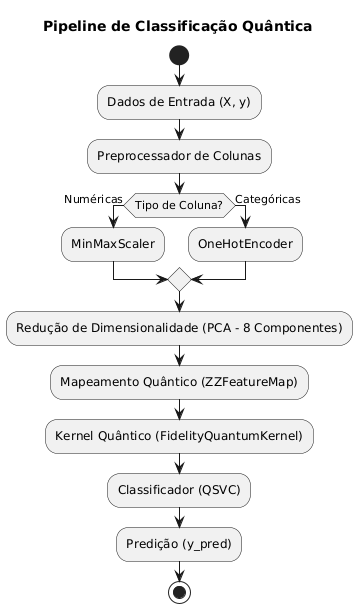 Pipeline de Classificação Quântica
Dados de Entrada (X, y)
Preprocessador de Colunas
Tipo de Coluna?
Numéricas
Categóricas
MinMaxScaler
OneHotEncoder
Redução de Dimensionalidade (PCA - 8 Componentes)
Mapeamento Quântico (ZZFeatureMap)
Kernel Quântico (FidelityQuantumKernel)
Classificador (QSVC)
Predição (y_pred)